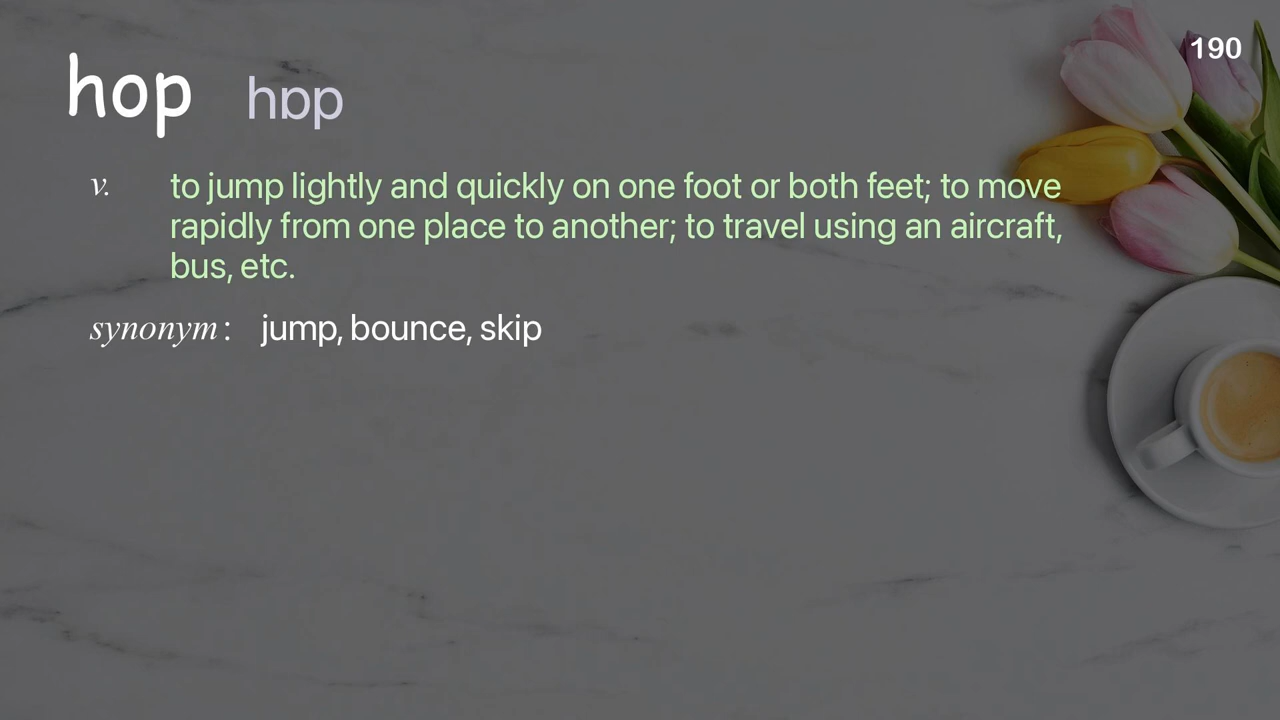 190
hop hɒp
v. to jump lightly and quickly on one foot or both feet; to move
rapidly from one place to another; to travel using an aircraft,
bus, etc.
synonym : jump, bounce, skip